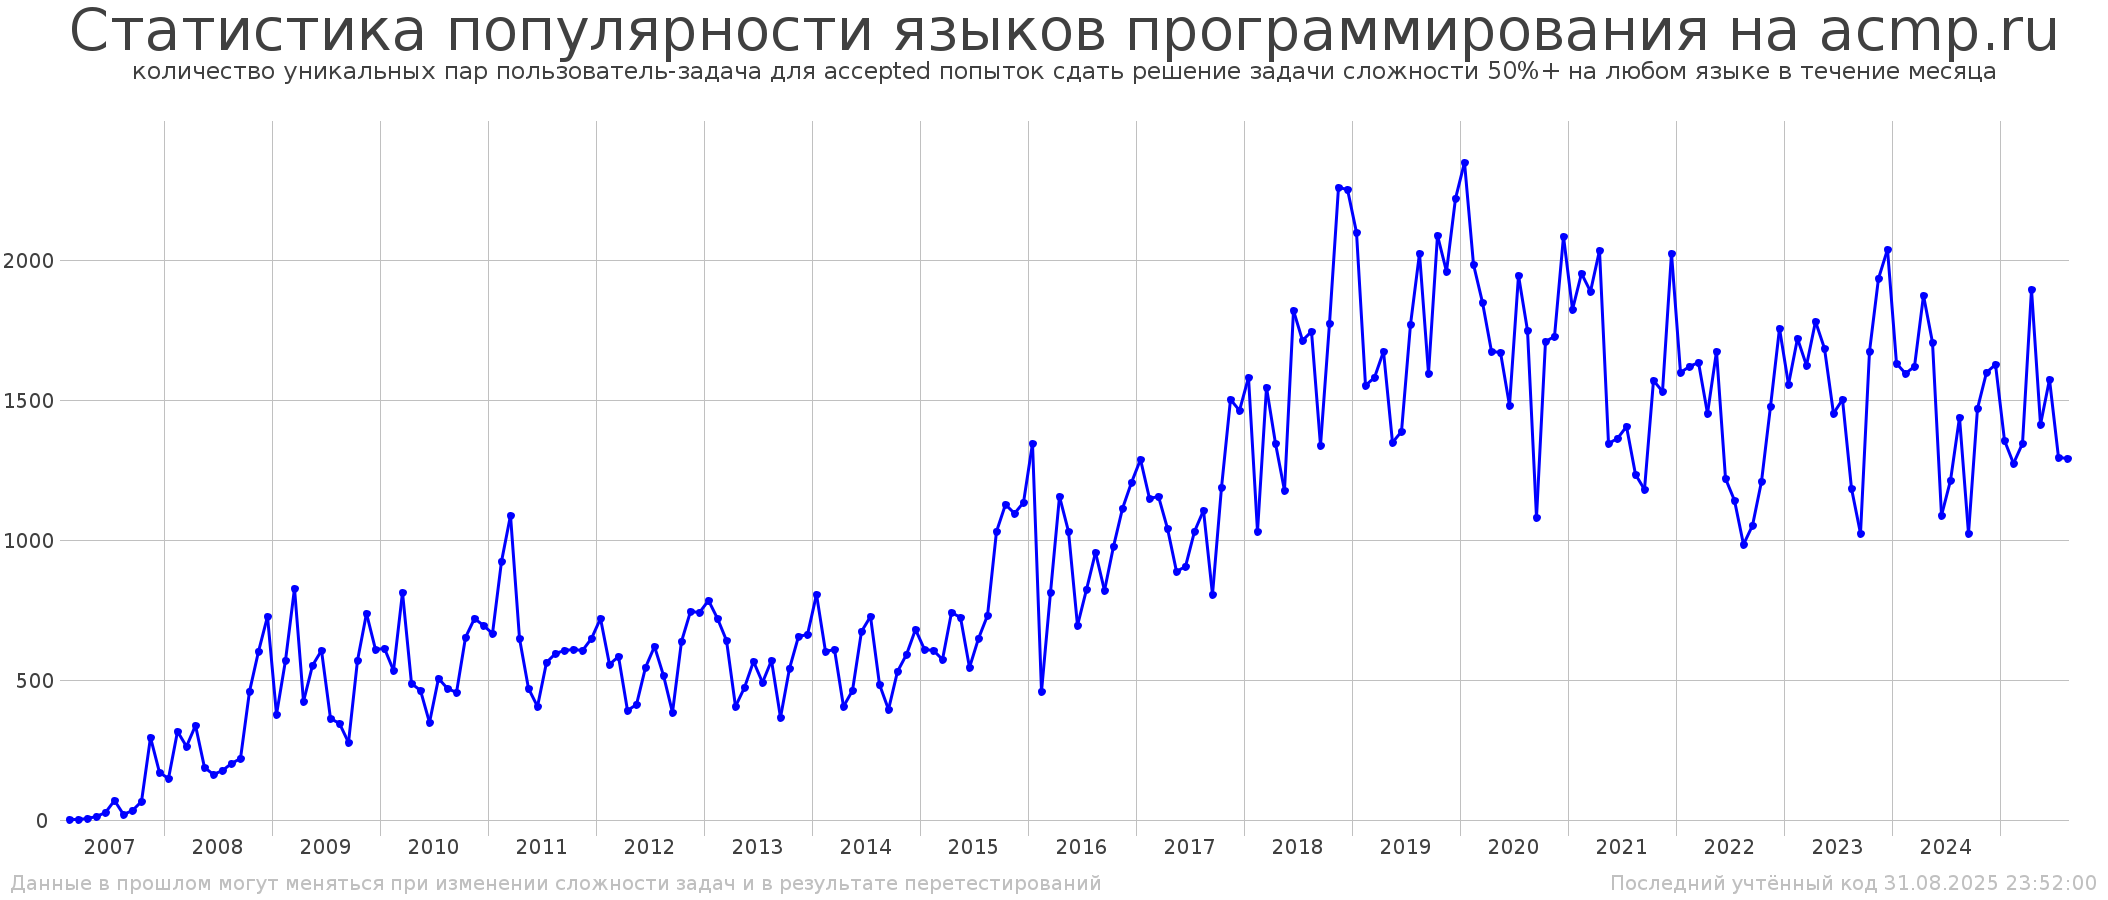 Статистика популярности языков программирования на acmp.ru
количество уникальных пар пользователь-задача для accepted попыток сдать решение задачи сложности 50%+ на любом языке в течение месяца
2000
1500
1000
500
0
2007 2008 2009 2010 2011 2012 2013 2014 2015 2016 2017 2018 2019 2020 2021 2022 2023 2024
Данные в прошлом могут меняться при изменении сложности задач и в результате перетестирований
Последний учтённый код 31.08.2025 23:52:00